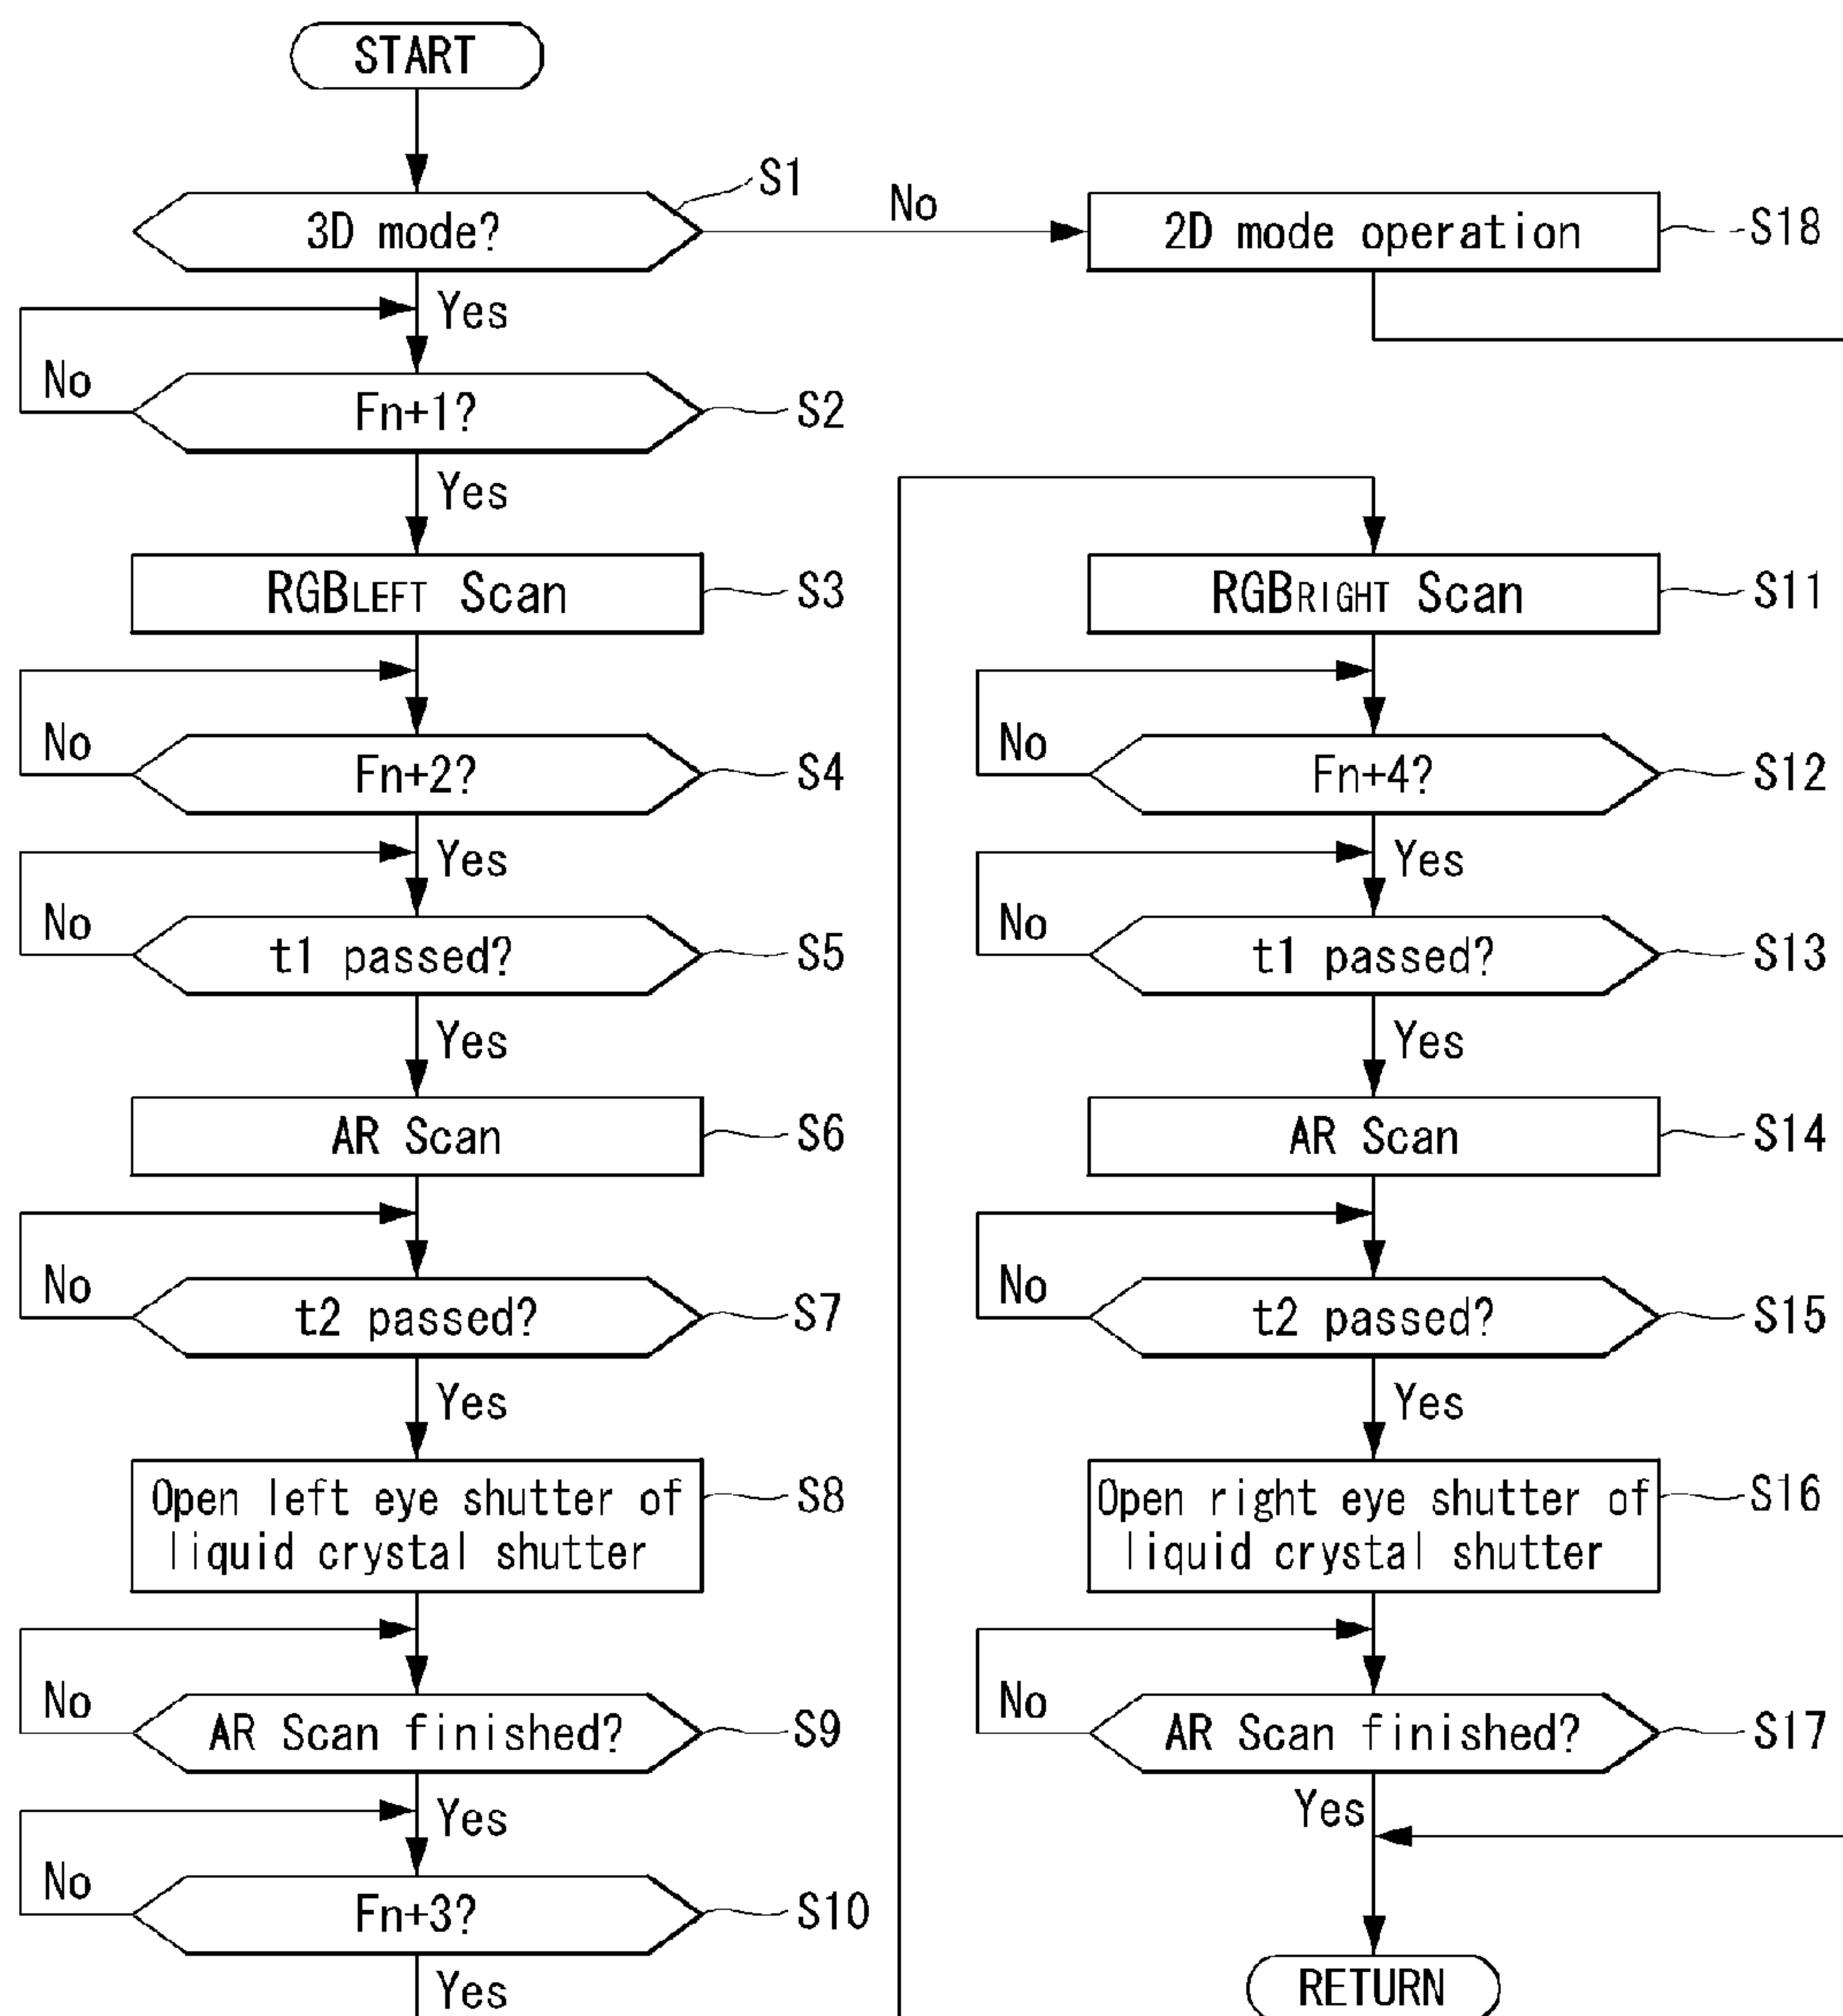 START
3D mode?
S1
No
2D mode operation
S18
Yes
No
Fn+1?
S2
Yes
RGBLEFT Scan
S3
No
Fn+2?
S4
Yes
No
t1 passed?
S5
Yes
AR Scan
S6
No
t2 passed?
S7
Yes
Open left eye shutter of
liquid crystal shutter
S8
No
AR Scan finished?
S9
Yes
No
Fn+3?
S10
Yes
RGBRIGHT Scan
S11
No
Fn+4?
S12
Yes
No
t1 passed?
S13
Yes
AR Scan
S14
No
t2 passed?
S15
Yes
Open right eye shutter of
liquid crystal shutter
S16
No
AR Scan finished?
S17
Yes
RETURN